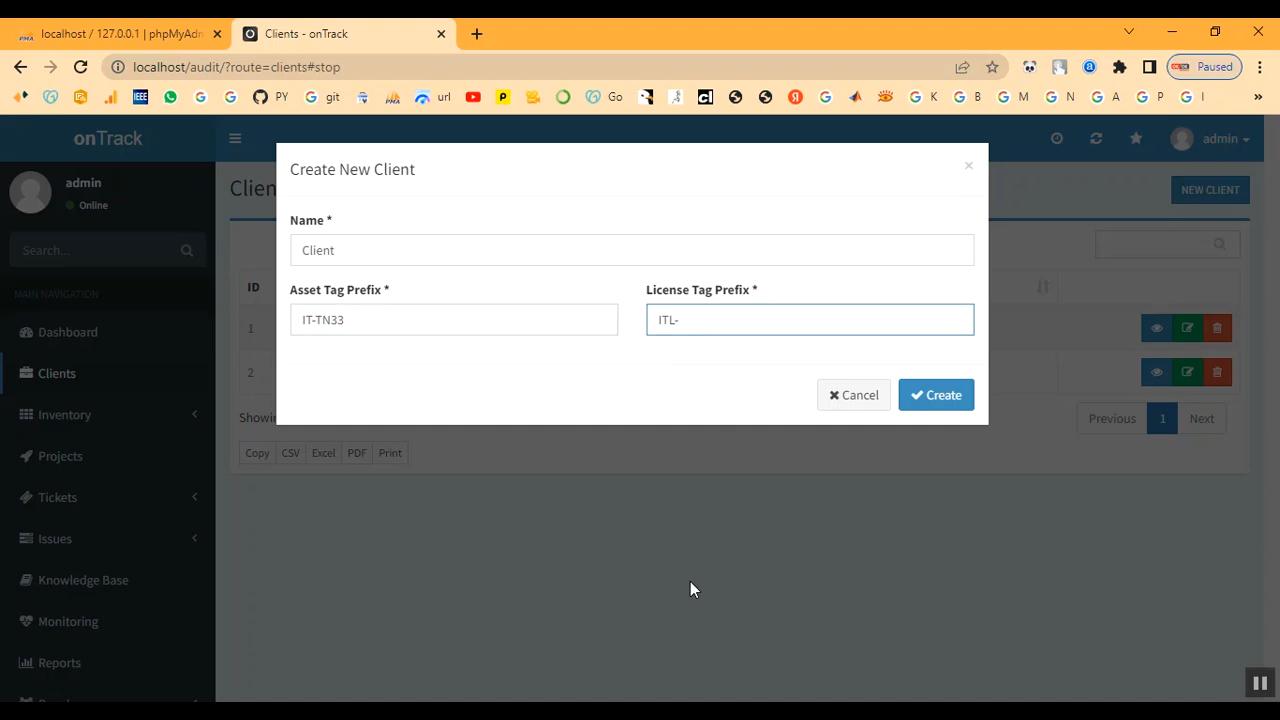 localhost / 127.0.0.1 | phpMyAdn
Clients - onTrack
localhost/audit/?route=clients#stop
Paused
PY
git
url
Go
K
B
M
N
A
P
I
onTrack
admin
admin
Online
Clien
NEW CLIENT
Search...
MAIN NAVIGATION
Dashboard
Clients
Inventory
Projects
Tickets
Issues
Knowledge Base
Monitoring
Reports
Create New Client
×
Name *
Client
Asset Tag Prefix *
License Tag Prefix *
IT-TN33
ITL-
Cancel
Create
ID
1
2
Showin
Previous
1
Next
Copy
CSV
Excel
PDF
Print